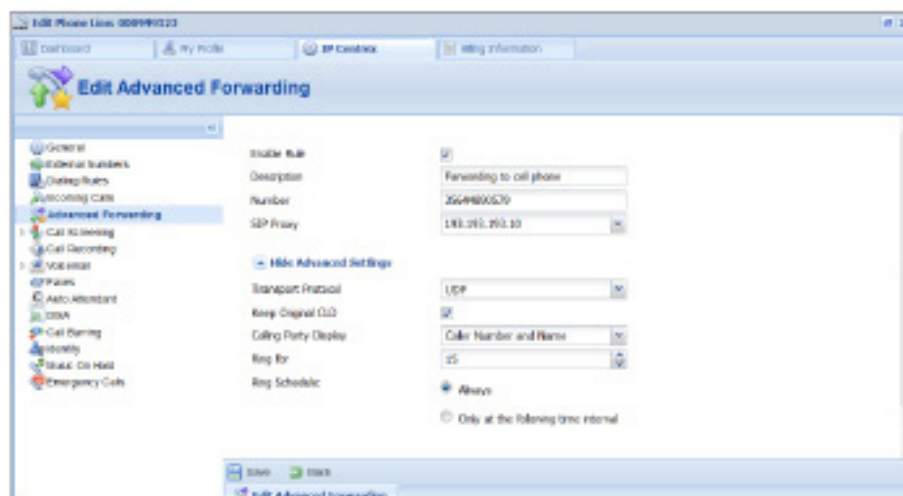 Edit Phone Lines
Dashboard My Profile IP Centrex Billing Information
Edit Advanced Forwarding
General
External Numbers
Dialing Rules
Incoming Calls
Advanced Forwarding
Call Screening
Call Recording
Voicemail
Faxes
Auto Attendant
DISA
Call Barring
Identity
Music On Hold
Emergency Calls
Enable Rule
Description Forwarding to cell phone
Number
SIP Proxy 193.193.193.10
Hide Advanced Settings
Transport Protocol UDP
Keep Original CLD
Calling Party Display Caller Number and Name
Ring for 15
Ring Schedule: Always
Only at the following time interval
Save Back
Edit Advanced Forwarding